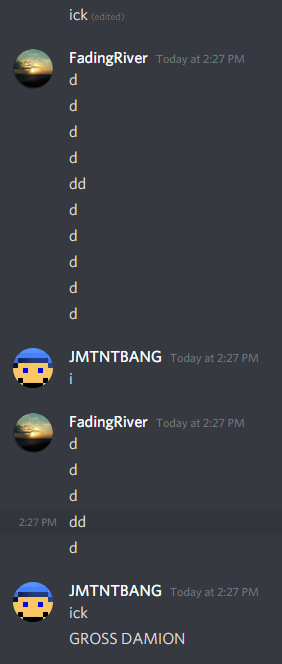 ick (edited)
FadingRiver Today at 2:27 PM
d
d
d
d
dd
d
d
d
d
d
JMTNTBANG Today at 2:27 PM
i
FadingRiver Today at 2:27 PM
d
d
d
2:27 PM dd
d
JMTNTBANG Today at 2:27 PM
ick
GROSS DAMION